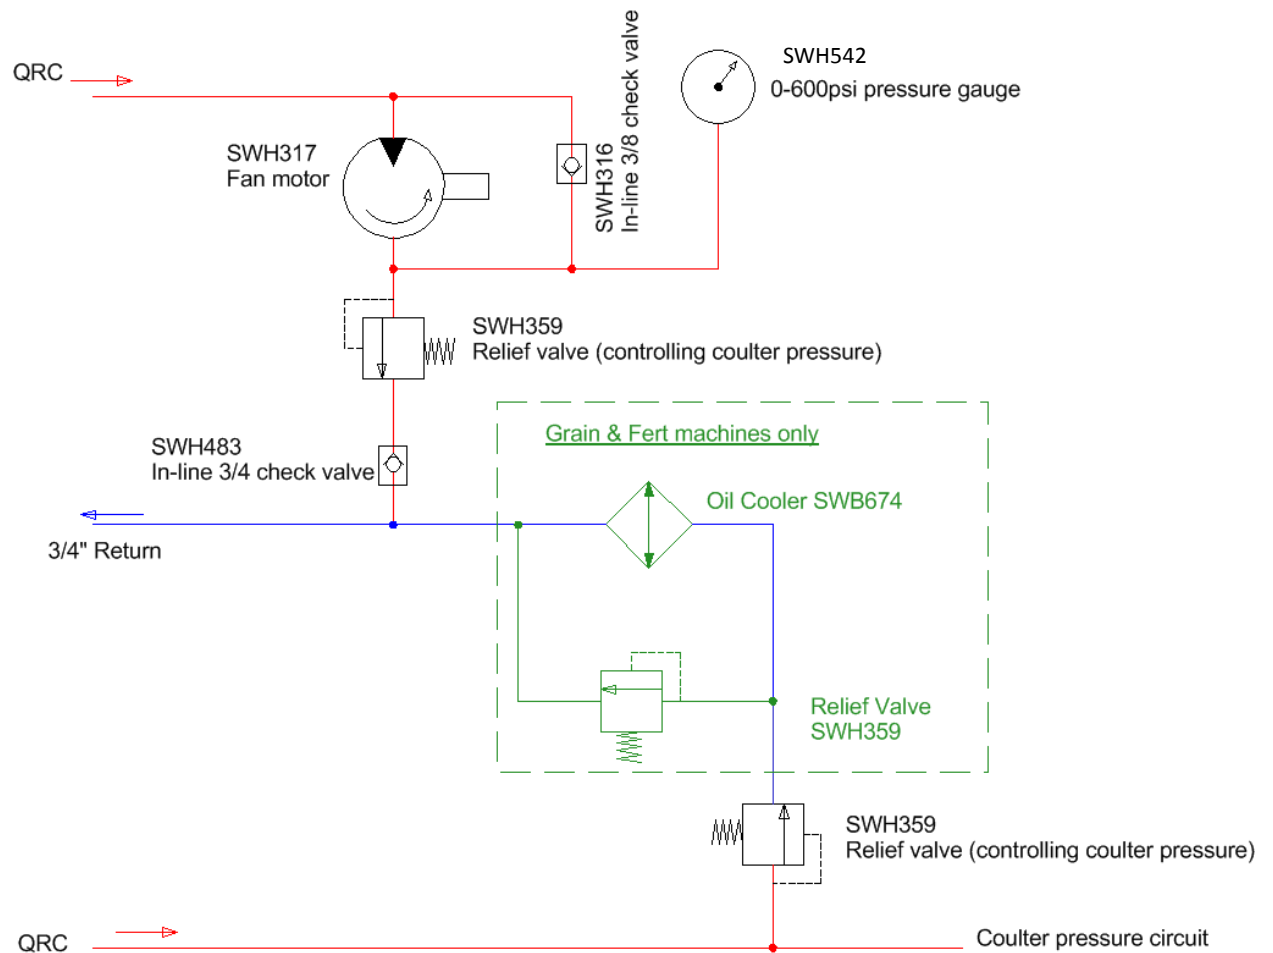 QRC
SWH542
0-600psi pressure gauge
SWH317
Fan motor
SWH316
In-line 3/8 check valve
SWH359
Relief valve (controlling coulter pressure)
SWH483
In-line 3/4 check valve
Grain & Fert machines only
Oil Cooler SWB674
3/4" Return
Relief Valve
SWH359
SWH359
Relief valve (controlling coulter pressure)
QRC
Coulter pressure circuit